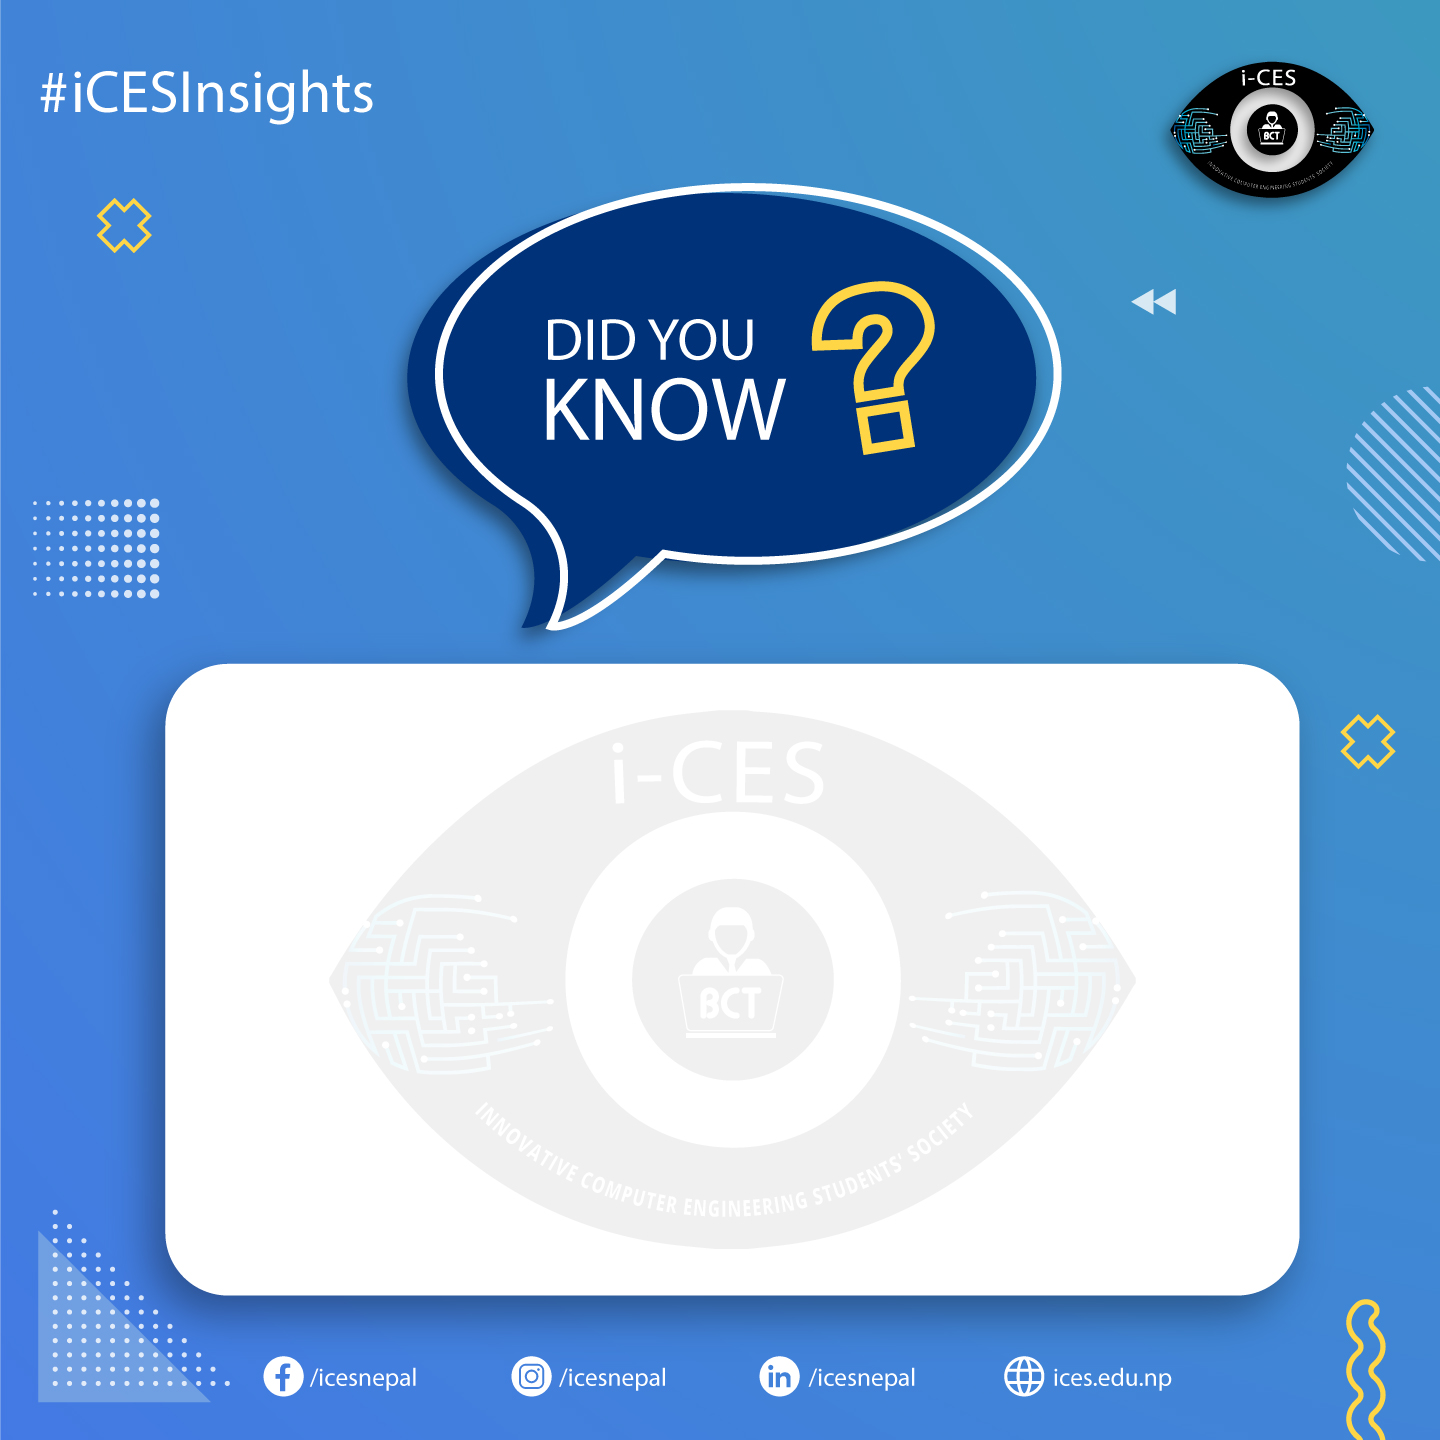 #iCESInsights
i-CES
BCT
INNOVATIVE COMPUTER ENGINEERING STUDENTS' SOCIETY
DID YOU
KNOW ?
i-CES
BCT
INNOVATIVE COMPUTER ENGINEERING STUDENTS' SOCIETY
/icesnepal
/icesnepal
/icesnepal
ices.edu.np